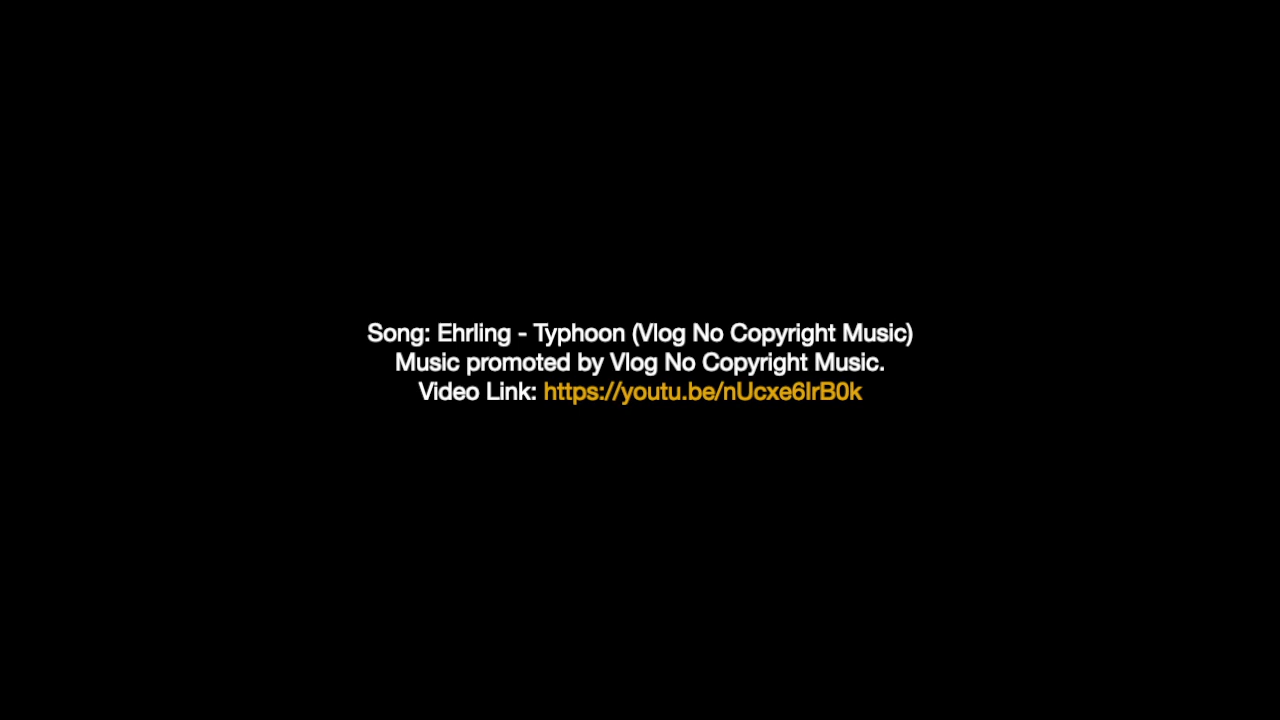 Song: Ehrling - Typhoon (Vlog No Copyright Music)
Music promoted by Vlog No Copyright Music.
Video Link: https://youtu.be/nUcxe6IrB0k